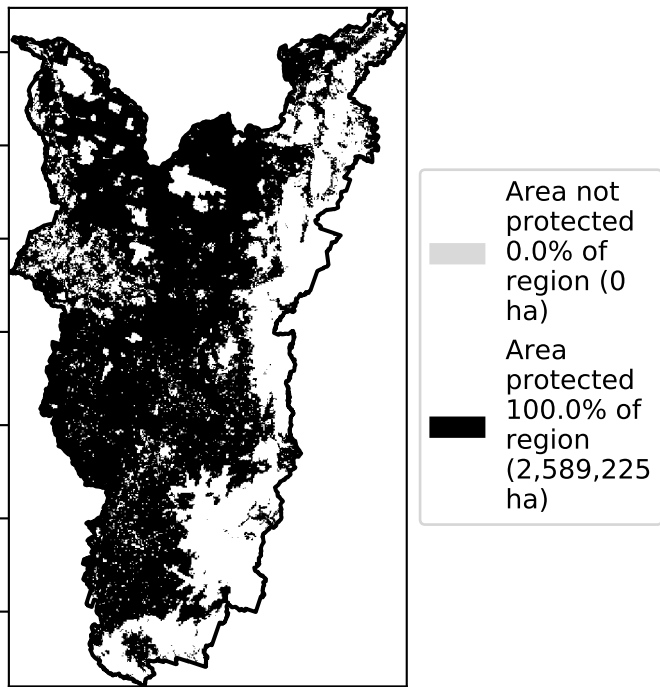 Area not
protected
0.0% of
region (0
ha)
Area
protected
100.0% of
region
(2,589,225
ha)